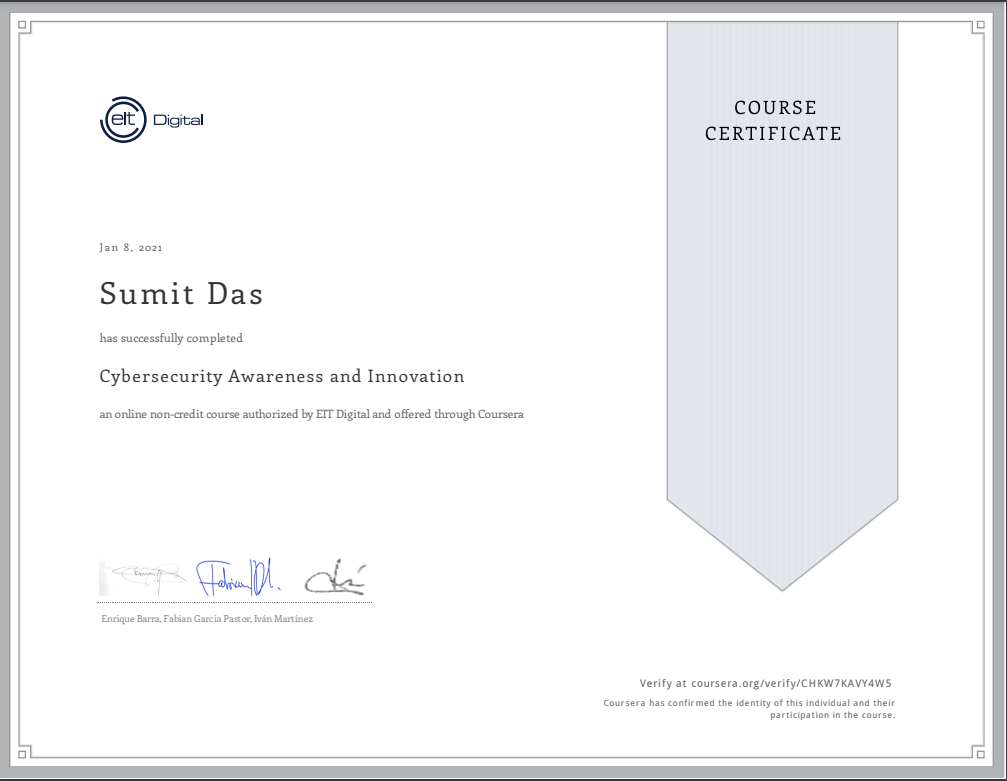 eit Digital
COURSE
CERTIFICATE
Jan 8, 2021
Sumit Das
has successfully completed
Cybersecurity Awareness and Innovation
an online non-credit course authorized by EIT Digital and offered through Coursera
Enrique Barra, Fabian Garcia Pastor, Iván Martínez
Verify at coursera.org/verify/CHKW7KAVY4W5
Coursera has confirmed the identity of this individual and their
participation in the course.